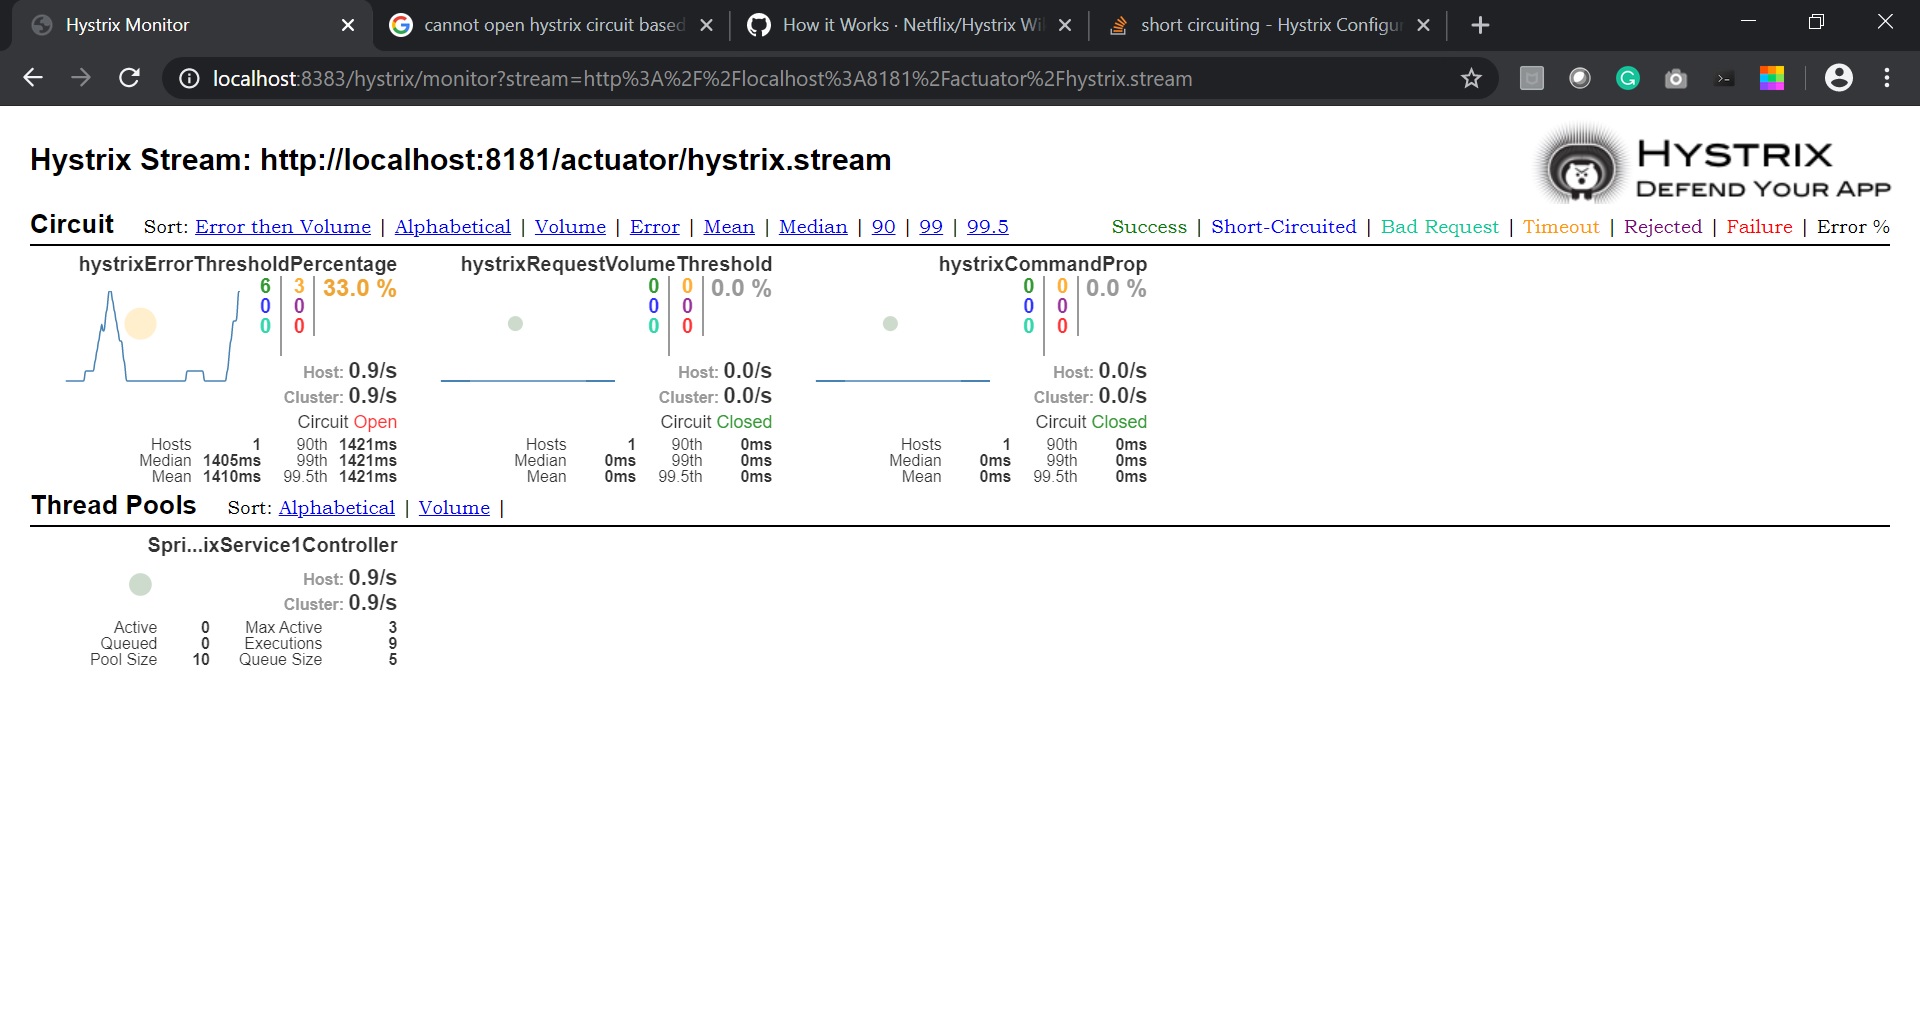 Hystrix Monitor
cannot open hystrix circuit based
How it Works · Netflix/Hystrix Wi
short circuiting - Hystrix Configur
localhost:8383/hystrix/monitor?stream=http%3A%2F%2Flocalhost%3A8181%2Factuator%2Fhystrix.stream
Hystrix Stream: http://localhost:8181/actuator/hystrix.stream
HYSTRIX
DEFEND YOUR APP
Circuit Sort: Error then Volume | Alphabetical | Volume | Error | Mean | Median | 90 | 99 | 99.5
Success | Short-Circuited | Bad Request | Timeout | Rejected | Failure | Error %
hystrixErrorThresholdPercentage
6 3 33.0 %
0 0
0 0
Host: 0.9/s
Cluster: 0.9/s
Circuit Open
Hosts 1 90th 1421ms
Median 1405ms 99th 1421ms
Mean 1410ms 99.5th 1421ms
hystrixRequestVolumeThreshold
0 0 0.0 %
0 0
0 0
Host: 0.0/s
Cluster: 0.0/s
Circuit Closed
Hosts 1 90th 0ms
Median 0ms 99th 0ms
Mean 0ms 99.5th 0ms
hystrixCommandProp
0 0 0.0 %
0 0
0 0
Host: 0.0/s
Cluster: 0.0/s
Circuit Closed
Hosts 1 90th 0ms
Median 0ms 99th 0ms
Mean 0ms 99.5th 0ms
Thread Pools Sort: Alphabetical | Volume |
Spri...ixService1Controller
Host: 0.9/s
Cluster: 0.9/s
Active 0 Max Active 3
Queued 0 Executions 9
Pool Size 10 Queue Size 5